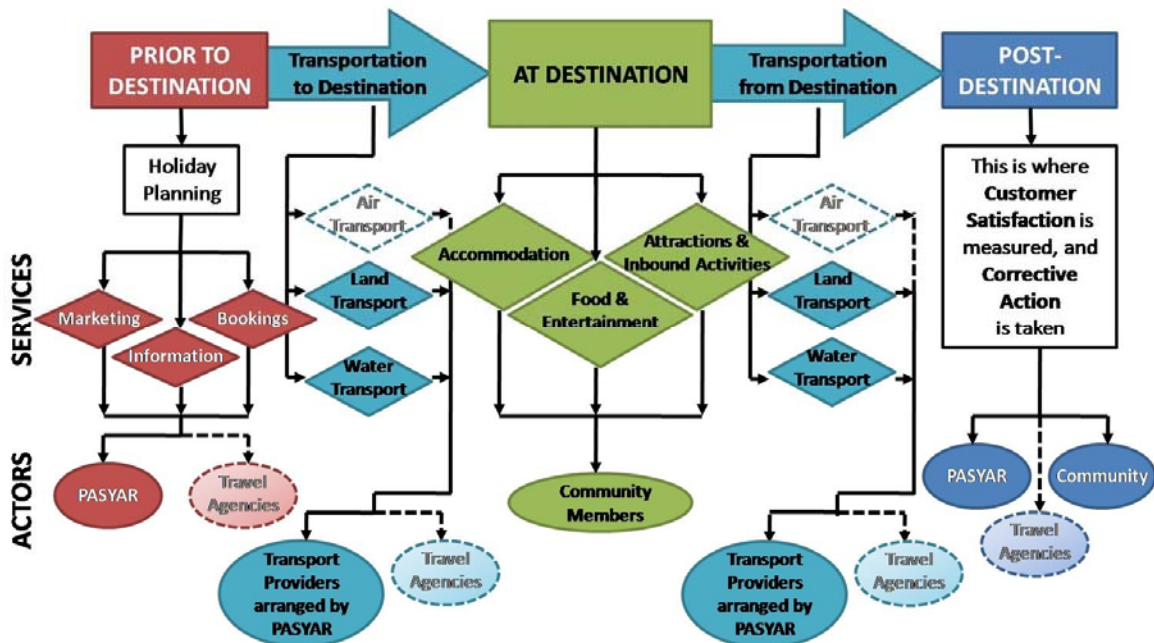 PRIOR TO
DESTINATION
Transportation
to Destination
AT DESTINATION
Transportation
from Destination
POST-
DESTINATION
Holiday
Planning
This is where
Customer
Satisfaction is
measured, and
Corrective
Action
is taken
SERVICES
Marketing
Information
Bookings
Air
Transport
Land
Transport
Water
Transport
Accommodation
Food &
Entertainment
Attractions &
Inbound Activities
Air
Transport
Land
Transport
Water
Transport
ACTORS
PASYAR
Travel
Agencies
Transport
Providers
arranged by
PASYAR
Travel
Agencies
Community
Members
Transport
Providers
arranged by
PASYAR
Travel
Agencies
PASYAR
Community
Travel
Agencies